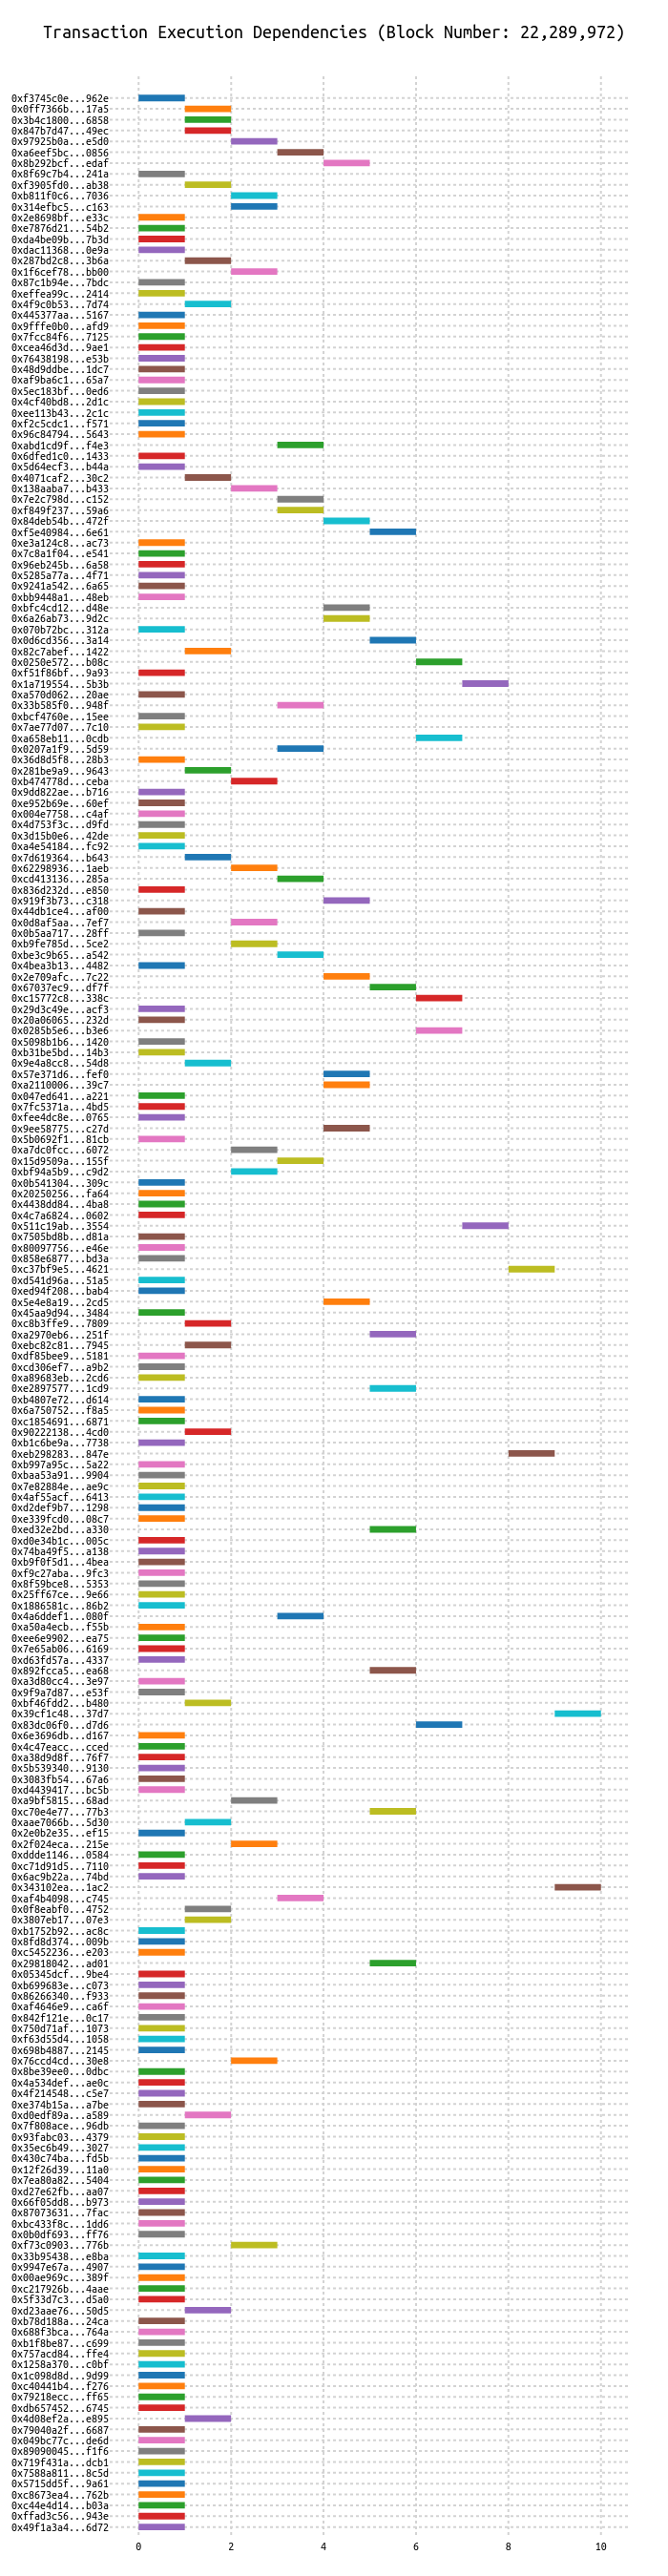 Transaction Execution Dependencies (Block Number: 22,289,972)
0xf3745c0e...962e
0x0ff7366b...17a5
0x3b4c1800...6858
0x847b7d47...49ec
0x97925b0a...e5d0
0xa6eef5bc...0856
0x8b292bcf...edaf
0x8f69c7b4...241a
0xf3905fd0...ab38
0xb811f0c6...7036
0x314efbc5...c163
0x2e8698bf...e33c
0xe7876d21...54b2
0xda4be09b...7b3d
0xdac11368...0e9a
0x287bd2c8...3b6a
0x1f6cef78...bb00
0x87c1b94e...7bdc
0xeffea99c...2414
0x4f9c0b53...7d74
0x445377aa...5167
0x9fffe0b0...afd9
0x7fcc84f6...7125
0xcea46d3d...9ae1
0x76438198...e53b
0x48d9ddbe...1dc7
0xaf9ba6c1...65a7
0x5ec183bf...0ed6
0x4cf40bd8...2d1c
0xee113b43...2c1c
0xf2c5cdc1...f571
0x96c84794...5643
0xabd1cd9f...f4e3
0x6dfed1c0...1433
0x5d64ecf3...b44a
0x4071caf2...30c2
0x138aaba7...b433
0x7e2c798d...c152
0xf849f237...59a6
0x84deb54b...472f
0xf5e40984...6e61
0xe3a124c8...ac73
0x7c8a1f04...e541
0x96eb245b...6a58
0x5285a77a...4f71
0x9241a542...6a65
0xbb9448a1...48eb
0xbfc4cd12...d48e
0x6a26ab73...9d2c
0x070b72bc...312a
0x0d6cd356...3a14
0x82c7abef...1422
0x0250e572...b08c
0xf51f86bf...9a93
0x1a719554...5b3b
0xa570d062...20ae
0x33b585f0...948f
0xbcf4760e...15ee
0x7ae77d07...7c10
0xa658eb11...0cdb
0x0207a1f9...5d59
0x36d8d5f8...28b3
0x281be9a9...9643
0xb474778d...ceba
0x9dd822ae...b716
0xe952b69e...60ef
0x004e7758...c4af
0x4d753f3c...d9fd
0x3d15b0e6...42de
0xa4e54184...fc92
0x7d619364...b643
0x62298936...1aeb
0xcd413136...285a
0x836d232d...e850
0x919f3b73...c318
0x44db1ce4...af00
0x0d8af5aa...7ef7
0x0b5aa717...28ff
0xb9fe785d...5ce2
0xbe3c9b65...a542
0x4bea3b13...4482
0x2e709afc...7c22
0x67037ec9...df7f
0xc15772c8...338c
0x29d3c49e...acf3
0x20a06065...232d
0x0285b5e6...b3e6
0x5098b1b6...1420
0xb31be5bd...14b3
0x9e4a8cc8...54d8
0x57e371d6...fef0
0xa2110006...39c7
0x047ed641...a221
0x7fc5371a...4bd5
0xfee4dc8e...0765
0x9ee58775...c27d
0x5b0692f1...81cb
0xa7dc0fcc...6072
0x15d9509a...155f
0xbf94a5b9...c9d2
0x0b541304...309c
0x20250256...fa64
0x4438dd84...4ba8
0x4c7a6824...0602
0x511c19ab...3554
0x7505bd8b...d81a
0x80097756...e46e
0x858e6877...bd3a
0xc37bf9e5...4621
0xd541d96a...51a5
0xed94f208...bab4
0x5e4e8a19...2cd5
0x45aa9d94...3484
0xc8b3ffe9...7809
0xa2970eb6...251f
0xebc82c81...7945
0xdf85bee9...5181
0xcd306ef7...a9b2
0xa89683eb...2cd6
0xe2897577...1cd9
0xb4807e72...d614
0x6a750752...f8a5
0xc1854691...6871
0x90222138...4cd0
0xb1c6be9a...7738
0xeb298283...847e
0xb997a95c...5a22
0xbaa53a91...9904
0x7e82884e...ae9c
0x4af55acf...6413
0xd2def9b7...1298
0xe339fcd0...08c7
0xed32e2bd...a330
0xd0e34b1c...005c
0x74ba49f5...a138
0xb9f0f5d1...4bea
0xf9c27aba...9fc3
0x8f59bce8...5353
0x25ff67ce...9e66
0x1886581c...86b2
0x4a6ddef1...080f
0xa50a4ecb...f55b
0xee6e9902...ea75
0x7e65ab06...6169
0xd63fd57a...4337
0x892fcca5...ea68
0xa3d80cc4...3e97
0x9f9a7d87...e53f
0xbf46fdd2...b480
0x39cf1c48...37d7
0x83dc06f0...d7d6
0x6e3696db...d167
0x4c47eacc...cced
0xa38d9d8f...76f7
0x5b539340...9130
0x3083fb54...67a6
0xd4439417...bc5b
0xa9bf5815...68ad
0xc70e4e77...77b3
0xaae7066b...5d30
0x2e0b2e35...ef15
0x2f024eca...215e
0xddde1146...0584
0xc71d91d5...7110
0x6ac9b22a...74bd
0x343102ea...1ac2
0xaf4b4098...c745
0x0f8eabf0...4752
0x3807eb17...07e3
0xb1752b92...ac8c
0x8fd8d374...009b
0xc5452236...e203
0x29818042...ad01
0x05345dcf...9be4
0xb699683e...c073
0x86266340...f933
0xaf4646e9...ca6f
0x842f121e...0c17
0x750d71af...1073
0xf63d55d4...1058
0x698b4887...2145
0x76ccd4cd...30e8
0x8be39ee0...0dbc
0x4a534def...ae0c
0x4f214548...c5e7
0xe374b15a...a7be
0xd0edf89a...a589
0x7f808ace...96db
0x93fabc03...4379
0x35ec6b49...3027
0x430c74ba...fd5b
0x12f26d39...11a0
0x7ea80a82...5404
0xd27e62fb...aa07
0x66f05dd8...b973
0x87073631...7fac
0xbc433f8c...1dd6
0x0b0df693...ff76
0xf73c0903...776b
0x33b95438...e8ba
0x9947e67a...4907
0x00ae969c...389f
0xc217926b...4aae
0x5f33d7c3...d5a0
0xd23aae76...50d5
0xb78d188a...24ca
0x688f3bca...764a
0xb1f8be87...c699
0x757acd84...ffe4
0x1258a370...c0bf
0x1c098d8d...9d99
0xc40441b4...f276
0x79218ecc...ff65
0xdb657452...6745
0x4d08ef2a...e895
0x79040a2f...6687
0x049bc77c...de6d
0x89090045...f1f6
0x719f431a...dcb1
0x7588a811...8c5d
0x5715dd5f...9a61
0xc8673ea4...762b
0xc44e4d14...b03a
0xffad3c56...943e
0x49f1a3a4...6d72
0 2 4 6 8 10